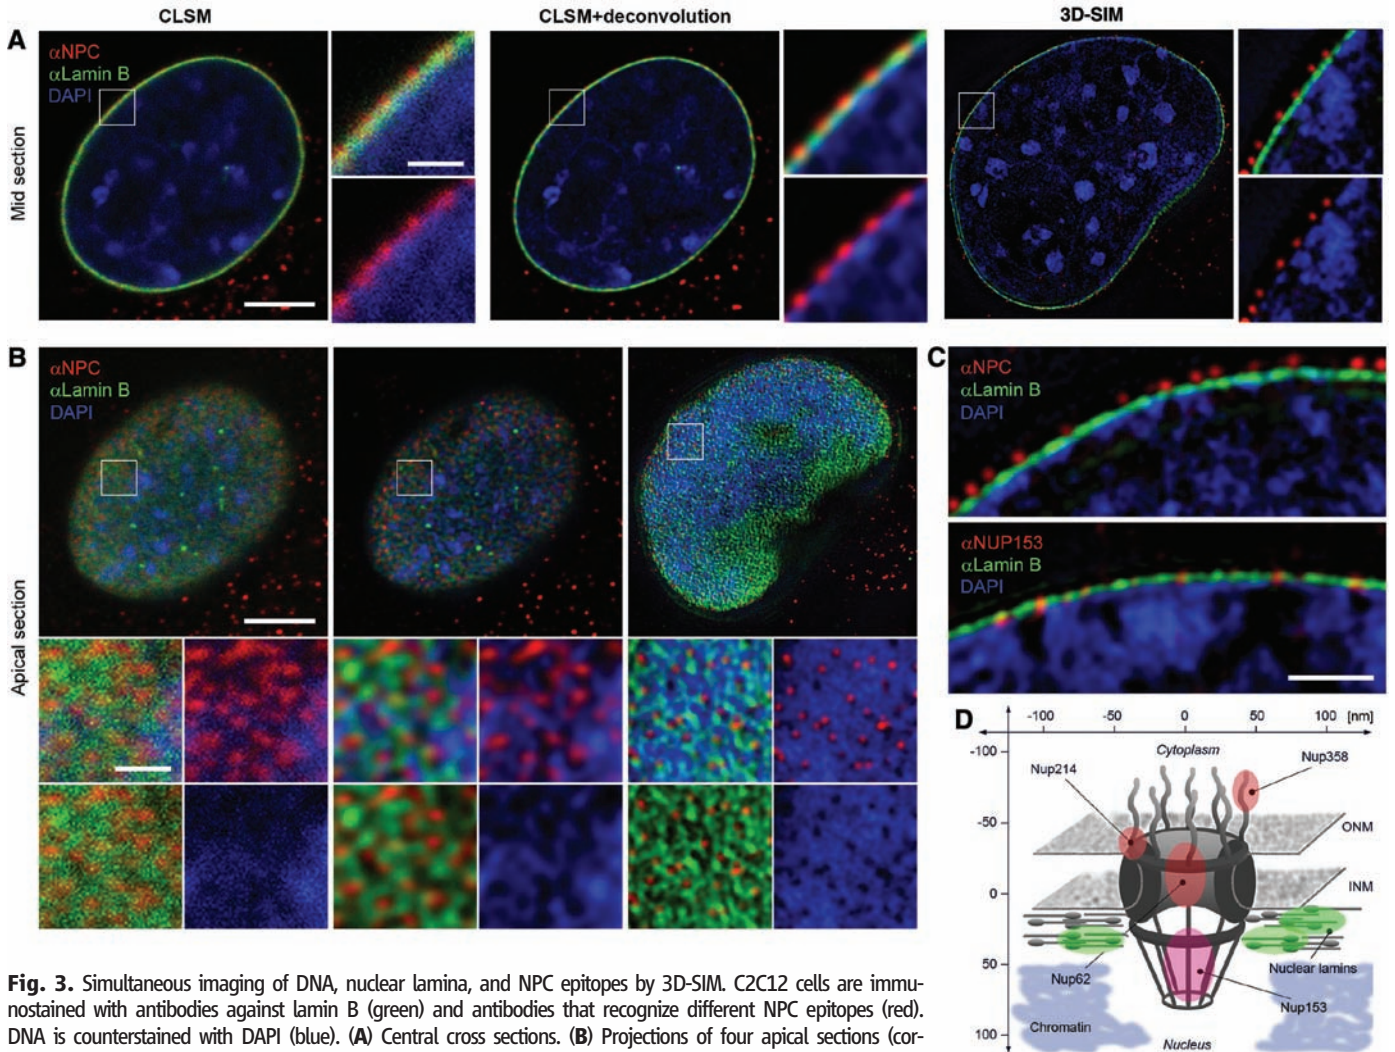 CLSM
CLSM+deconvolution
3D-SIM
A
αNPC
αLamin B
DAPI
Mid section
B
αNPC
αLamin B
DAPI
Apical section
C
αNPC
αLamin B
DAPI
αNUP153
αLamin B
DAPI
D
-100 -50 0 50 100 [nm]
-100
-50
0
50
100
Cytoplasm
Nup214
Nup358
ONM
INM
Nup62
Nuclear lamins
Nup153
Chromatin
Nucleus
Fig. 3. Simultaneous imaging of DNA, nuclear lamina, and NPC epitopes by 3D-SIM. C2C12 cells are immu-
nostained with antibodies against lamin B (green) and antibodies that recognize different NPC epitopes (red).
DNA is counterstained with DAPI (blue). (A) Central cross sections. (B) Projections of four apical sections (cor-